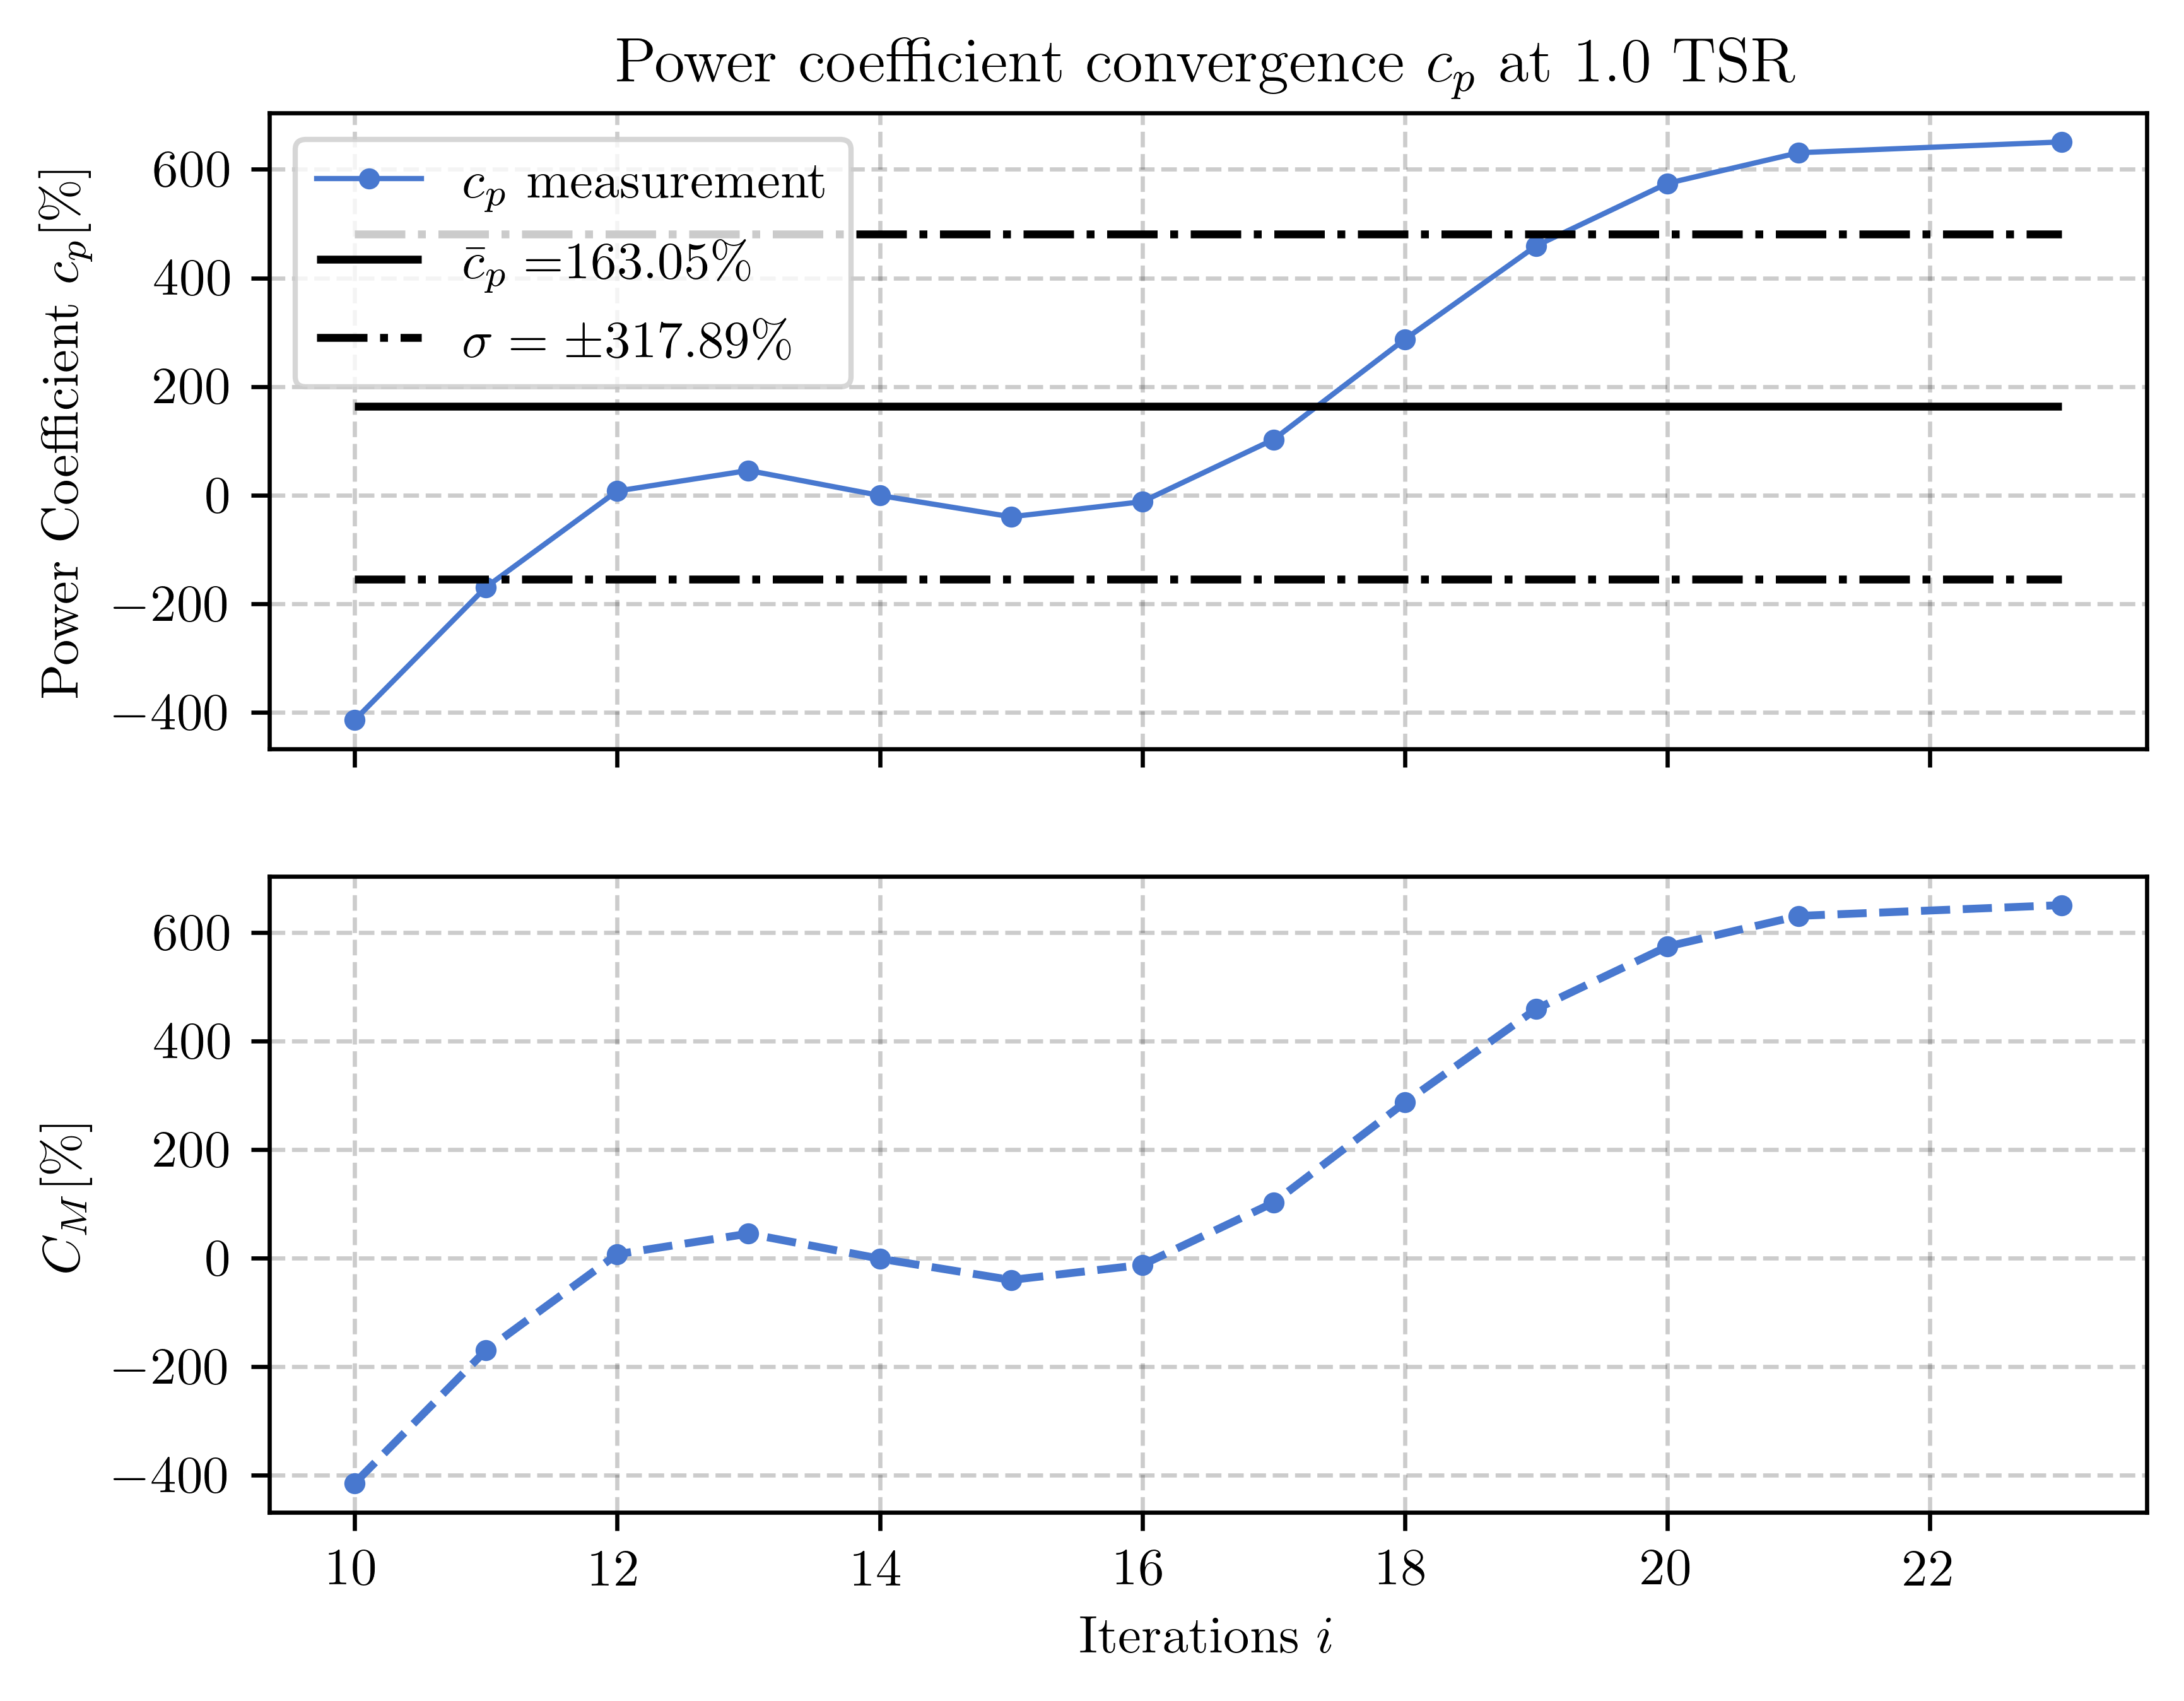 Power coefficient convergence c_p at 1.0 TSR
Power Coefficient c_p [%]
600
400
200
0
−200
−400
c_p measurement
c̄_p =163.05%
σ = ±317.89%
C_M [%]
600
400
200
0
−200
−400
10 12 14 16 18 20 22
Iterations i